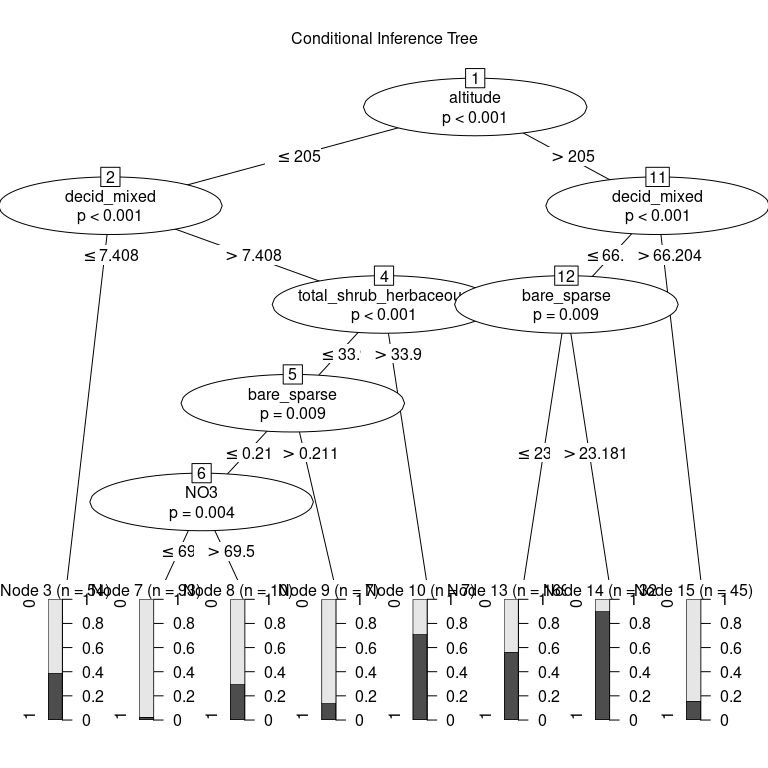 Conditional Inference Tree
1
altitude
p < 0.001
≤ 205
> 205
2
decid_mixed
p < 0.001
11
decid_mixed
p < 0.001
≤ 7.408
> 7.408
≤ 66.
> 66.204
4
total_shrub_herbaceou
p < 0.001
12
bare_sparse
p = 0.009
≤ 33.
> 33.9
5
bare_sparse
p = 0.009
≤ 0.21
> 0.211
≤ 23
> 23.181
6
NO3
p = 0.004
≤ 69
> 69.5
Node 3 (n =
Node 7 (n =
Node 8 (n =
Node 9 (n =
Node 10 (n
Node 13 (n =
Node 14 (n =
Node 15 (n = 45)
0 1 0 1 0 1 0 1 0 1 0 1 0 1 0 1
0.8 0.8 0.8 0.8 0.8 0.8 0.8 0.8
0.6 0.6 0.6 0.6 0.6 0.6 0.6 0.6
0.4 0.4 0.4 0.4 0.4 0.4 0.4 0.4
0.2 0.2 0.2 0.2 0.2 0.2 0.2 0.2
1 0 1 0 1 0 1 0 1 0 1 0 1 0 1 0